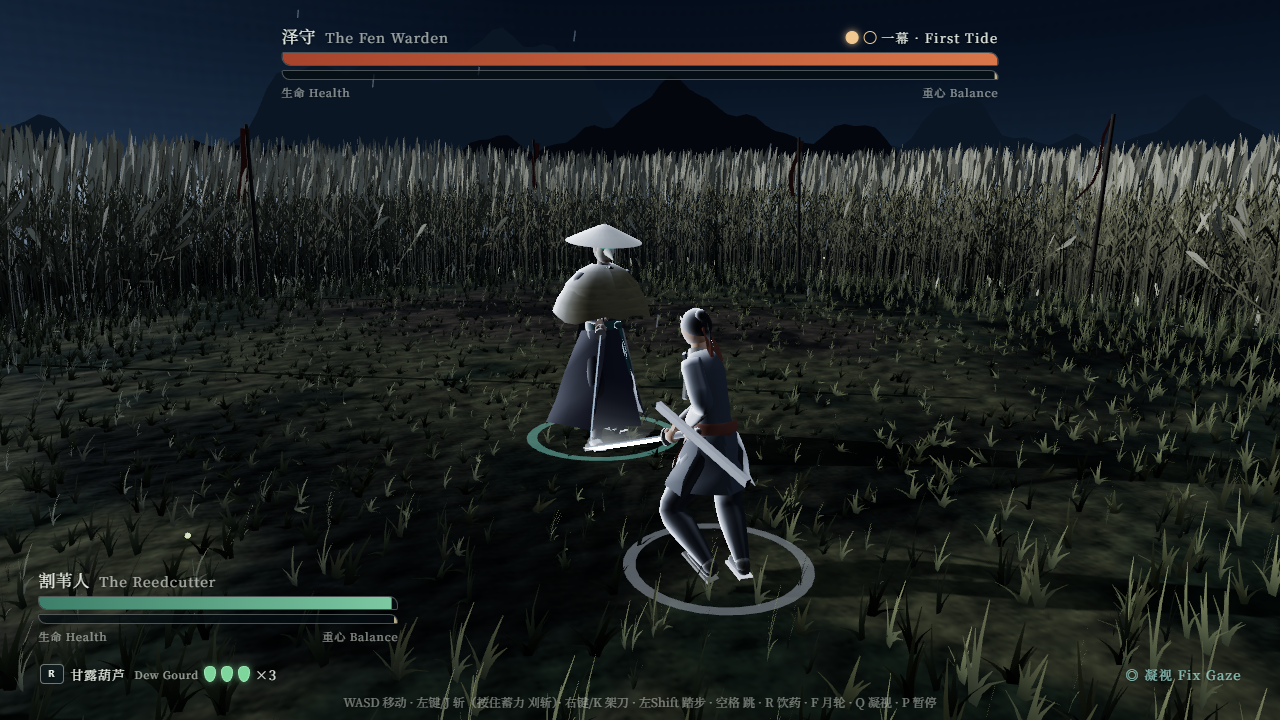 泽守 The Fen Warden
一幕 · First Tide
生命 Health
重心 Balance
割苇人 The Reedcutter
生命 Health
重心 Balance
R 甘露葫芦 Dew Gourd ×3
◎ 凝视 Fix Gaze
WASD 移动 · 左键/J 斩（按住蓄力 刈斩）· 右键/K 架刀 · 左Shift 踏步 · 空格 跳 · R 饮药 · F 月轮 · Q 凝视 · P 暂停